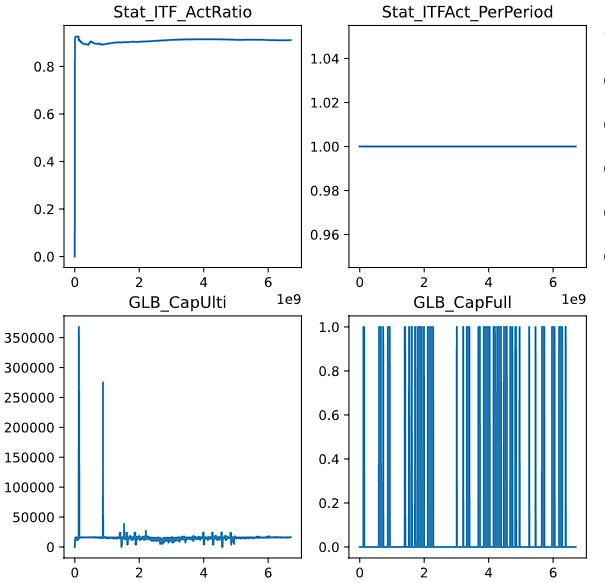 Stat_ITF_ActRatio
0.8
0.6
0.4
0.2
0.0
0 2 4 6
1e9
Stat_ITFAct_PerPeriod
1.04
1.02
1.00
0.98
0.96
0 2 4 6
1e9
GLB_CapUlti
350000
300000
250000
200000
150000
100000
50000
0
0 2 4 6
GLB_CapFull
1.0
0.8
0.6
0.4
0.2
0.0
0 2 4 6